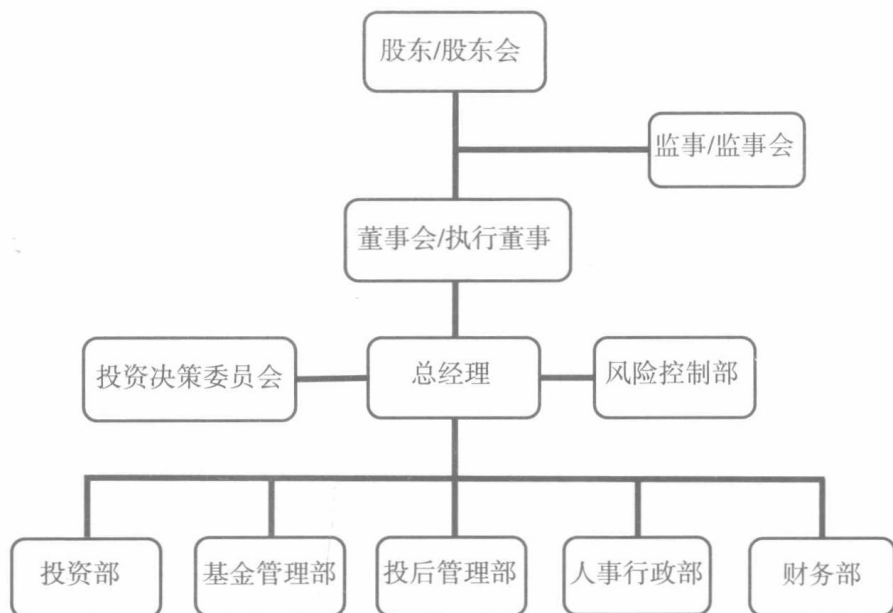 股东/股东会
监事/监事会
董事会/执行董事
投资决策委员会
总经理
风险控制部
投资部
基金管理部
投后管理部
人事行政部
财务部